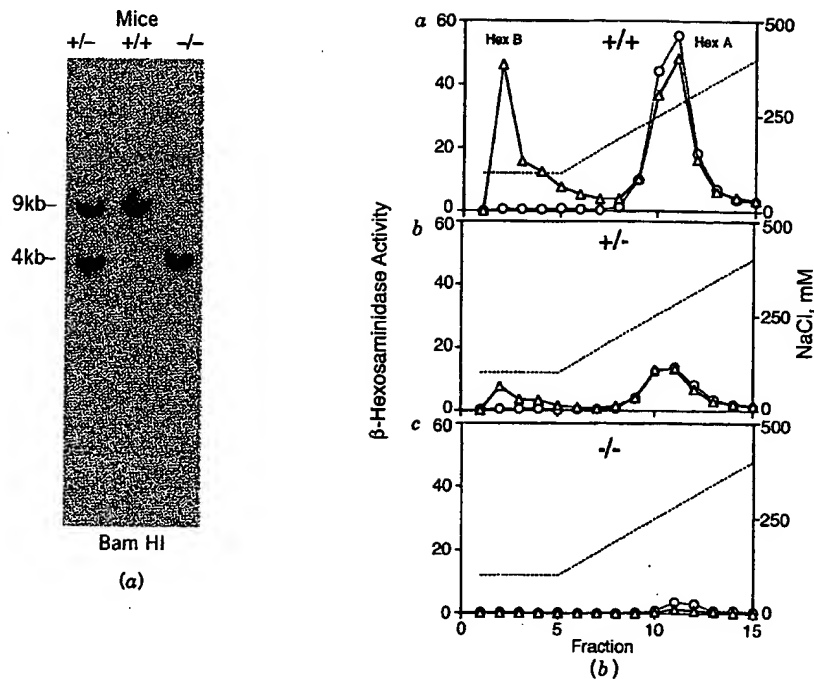 Mice
+/- +/+ -/-
9kb-
4kb-
Bam HI
(a)
β-Hexosaminidase Activity
NaCl, mM
a
60
40
20
0
Hex B
+/+
Hex A
500
250
0
b
60
40
20
0
+/-
500
250
0
c
60
40
20
0
-/-
500
250
0
0 5 10 15
Fraction
(b)